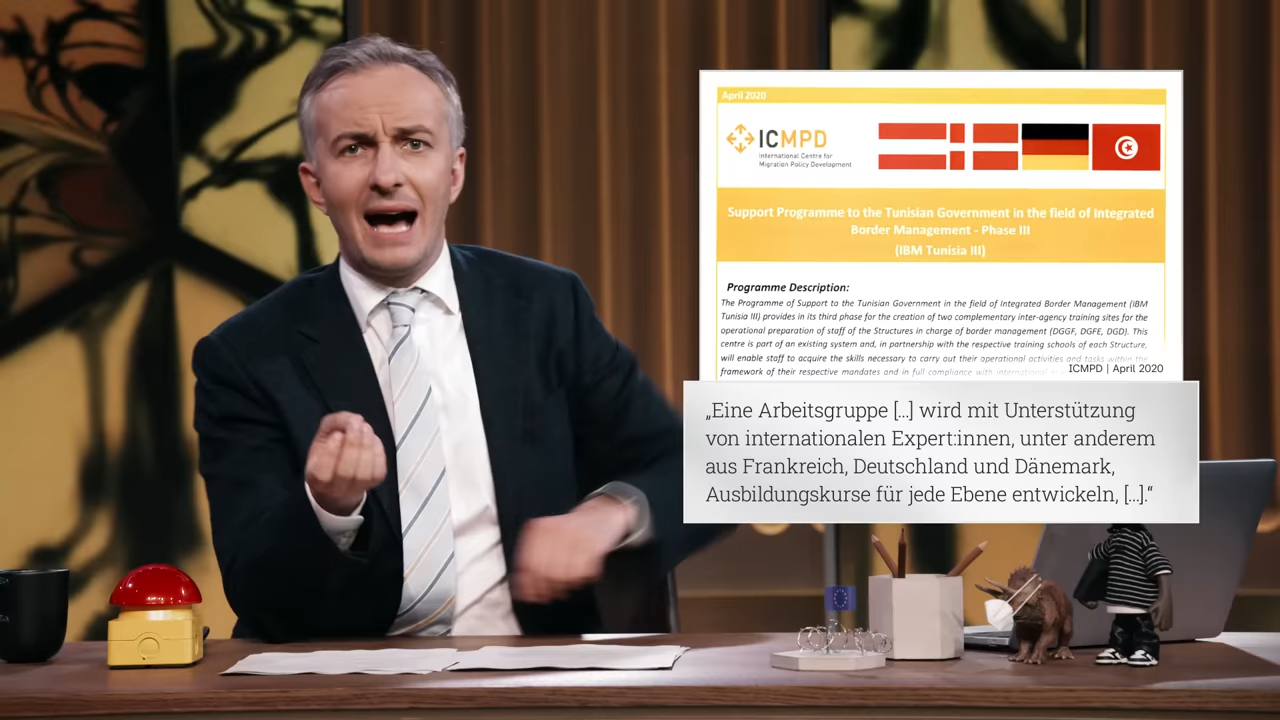 April 2020
ICMPD
International Centre for
Migration Policy Development
Support Programme to the Tunisian Government in the field of Integrated
Border Management - Phase III
(IBM Tunisia III)
Programme Description:
The Programme of Support to the Tunisian Government in the field of Integrated Border Management (IBM
Tunisia III) provides in its third phase for the creation of two complementary inter-agency training sites for the
operational preparation of staff of the Structures in charge of border management (DGGF, DGFE, DGD). This
centre is part of an existing system and, in partnership with the respective training schools of each Structure,
will enable staff to acquire the skills necessary to carry out their operational activities and tasks within the
framework of their respective mandates and in full compliance with international
ICMPD | April 2020
„Eine Arbeitsgruppe [...] wird mit Unterstützung
von internationalen Expert:innen, unter anderem
aus Frankreich, Deutschland und Dänemark,
Ausbildungskurse für jede Ebene entwickeln, [...].“